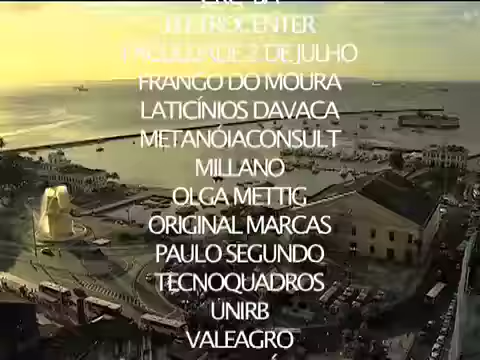 ELETROCENTER
FACULDADE 2 DE JULHO
FRANGO DO MOURA
LATICÍNIOS DAVACA
METANÓIACONSULT
MILLANO
OLGA METTIG
ORIGINAL MARCAS
PAULO SEGUNDO
TECNOQUADROS
UNIRB
VALEAGRO